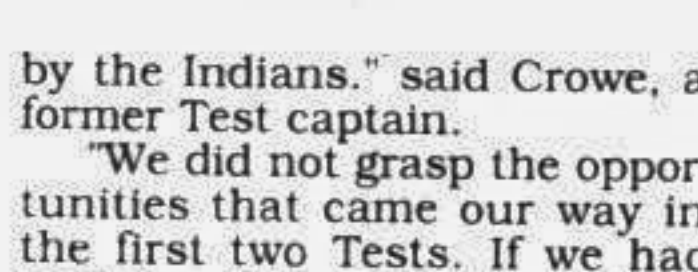 by the Indians." said Crowe, a
former Test captain.
"We did not grasp the oppor
tunities that came our way in
the first two Tests. If we had